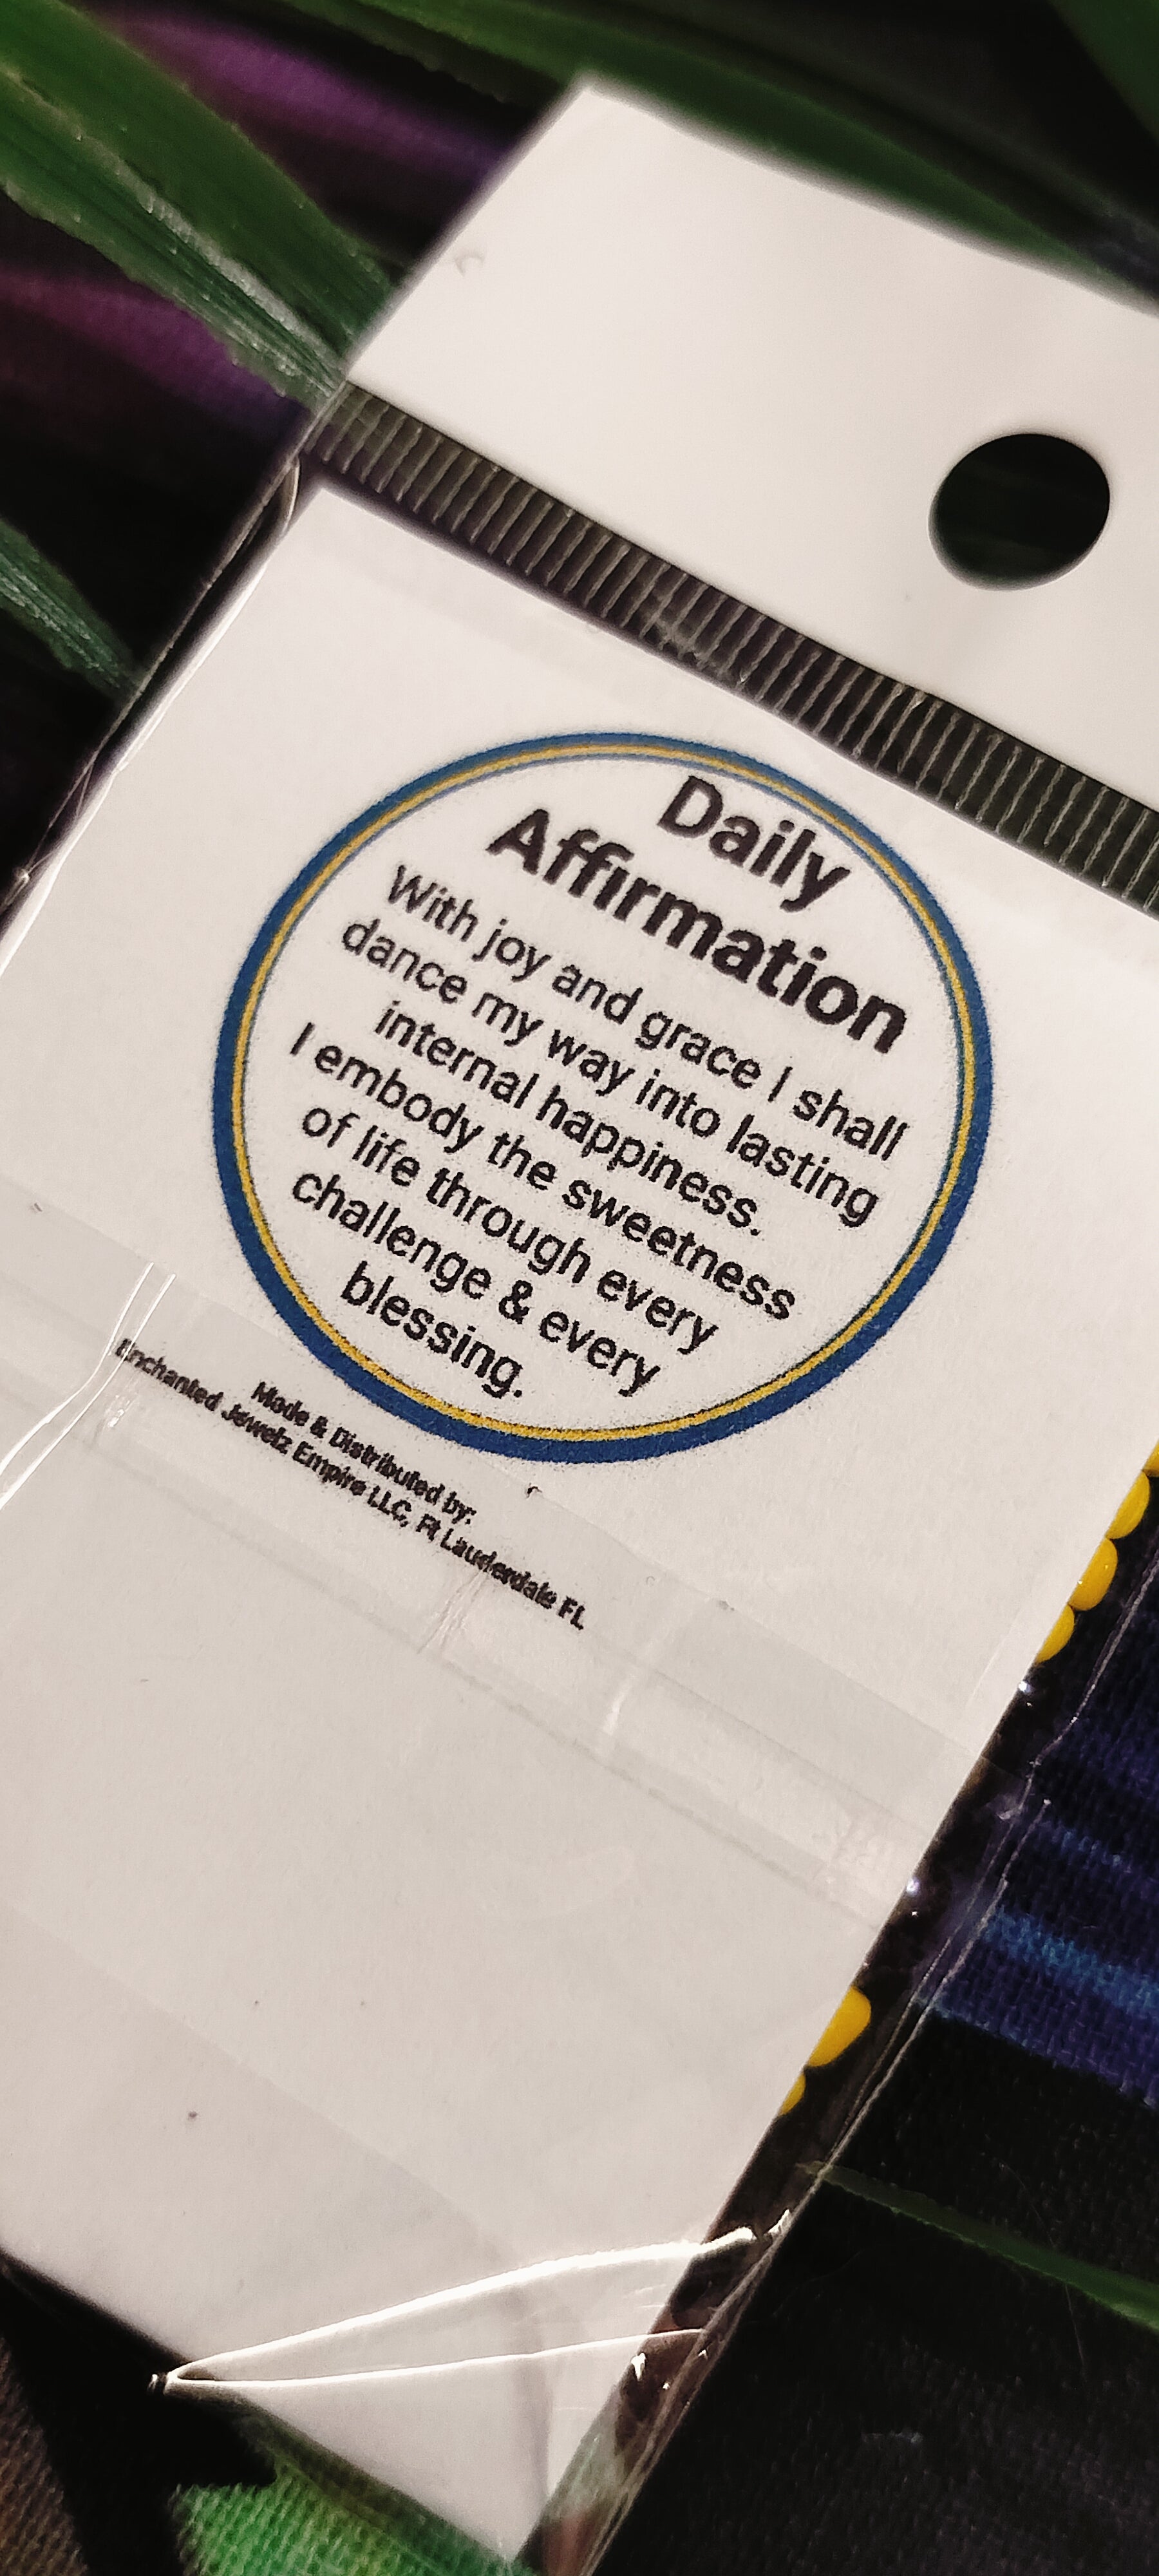 Daily
Affirmation
With joy and grace I shall
dance my way into lasting
internal happiness.
I embody the sweetness
of life through every
challenge & every
blessing.
Made & Distributed by:
Enchanted Jewelz Empire LLC, Ft Lauderdale FL